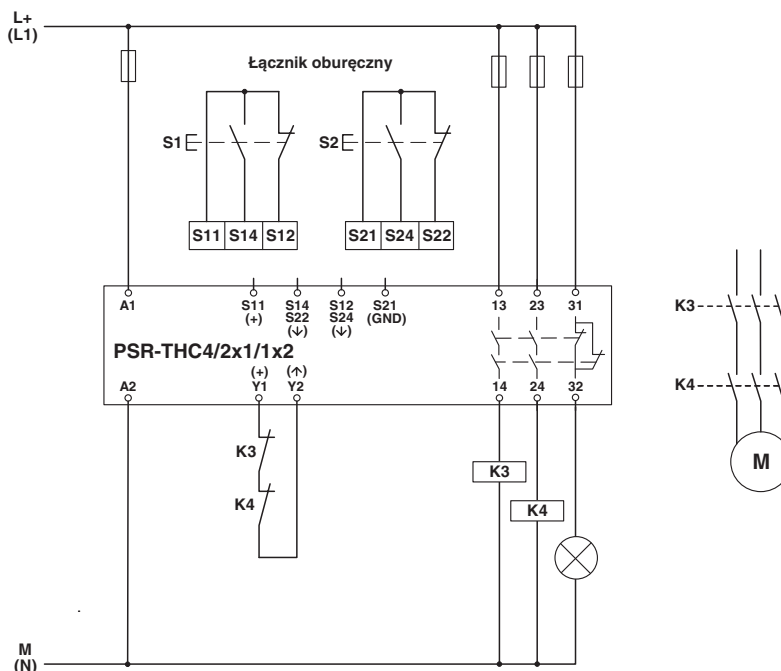 L+
(L1)
Łącznik oburęczny
S1
S2
S11 S14 S12
S21 S24 S22
A1
S11
(+)
S14
S22
(↓)
S12
S24
(↓)
S21
(GND)
13 23 31
PSR-THC4/2x1/1x2
(+) (↑)
A2 Y1 Y2 14 24 32
K3
K4
K3
K4
K3
K4
M
M
(N)